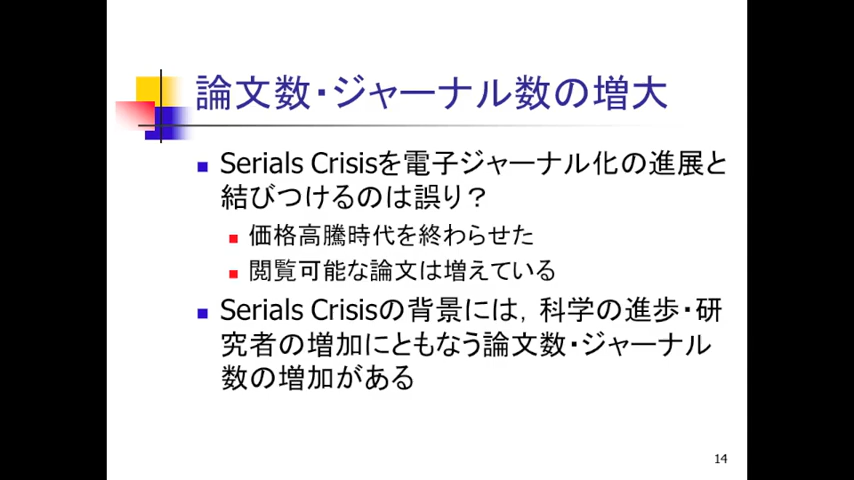 論文数・ジャーナル数の増大
Serials Crisisを電子ジャーナル化の進展と
結びつけるのは誤り？
価格高騰時代を終わらせた
閲覧可能な論文は増えている
Serials Crisisの背景には，科学の進歩・研
究者の増加にともなう論文数・ジャーナル
数の増加がある
14